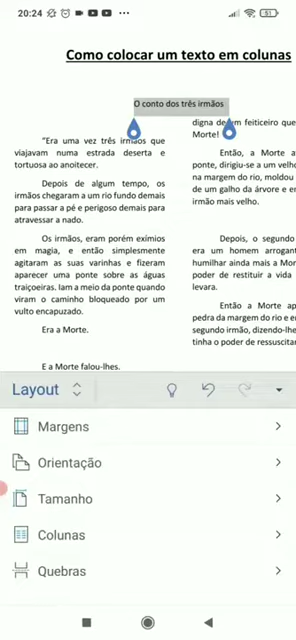 20:24
51
Como colocar um texto em colunas
O conto dos três irmãos
"Era uma vez três irmãos que
viajavam numa estrada deserta e
tortuosa ao anoitecer.
Depois de algum tempo, os
irmãos chegaram a um rio fundo demais
para passar a pé e perigoso demais para
atravessar a nado.
Os irmãos, eram porém exímios
em magia, e então simplesmente
agitaram as suas varinhas e fizeram
aparecer uma ponte sobre as águas
traiçoeiras. Iam a meio da ponte quando
viram o caminho bloqueado por um
vulto encapuzado.
Era a Morte.
E a Morte falou-lhes.
digna de um feiticeiro que
Morte!
Então, a Morte a
ponte, dirigiu-se a um velho
na margem do rio, moldou
de um galho da árvore e en
irmão mais velho.
Depois, o segundo
era um homem arrogant
humilhar ainda mais a Mor
poder de restituir a vida
levara.
Então a Morte ap
pedra da margem do rio e er
segundo irmão, dizendo-lhe
tinha o poder de ressuscitar
Layout
Margens
Orientação
Tamanho
Colunas
Quebras